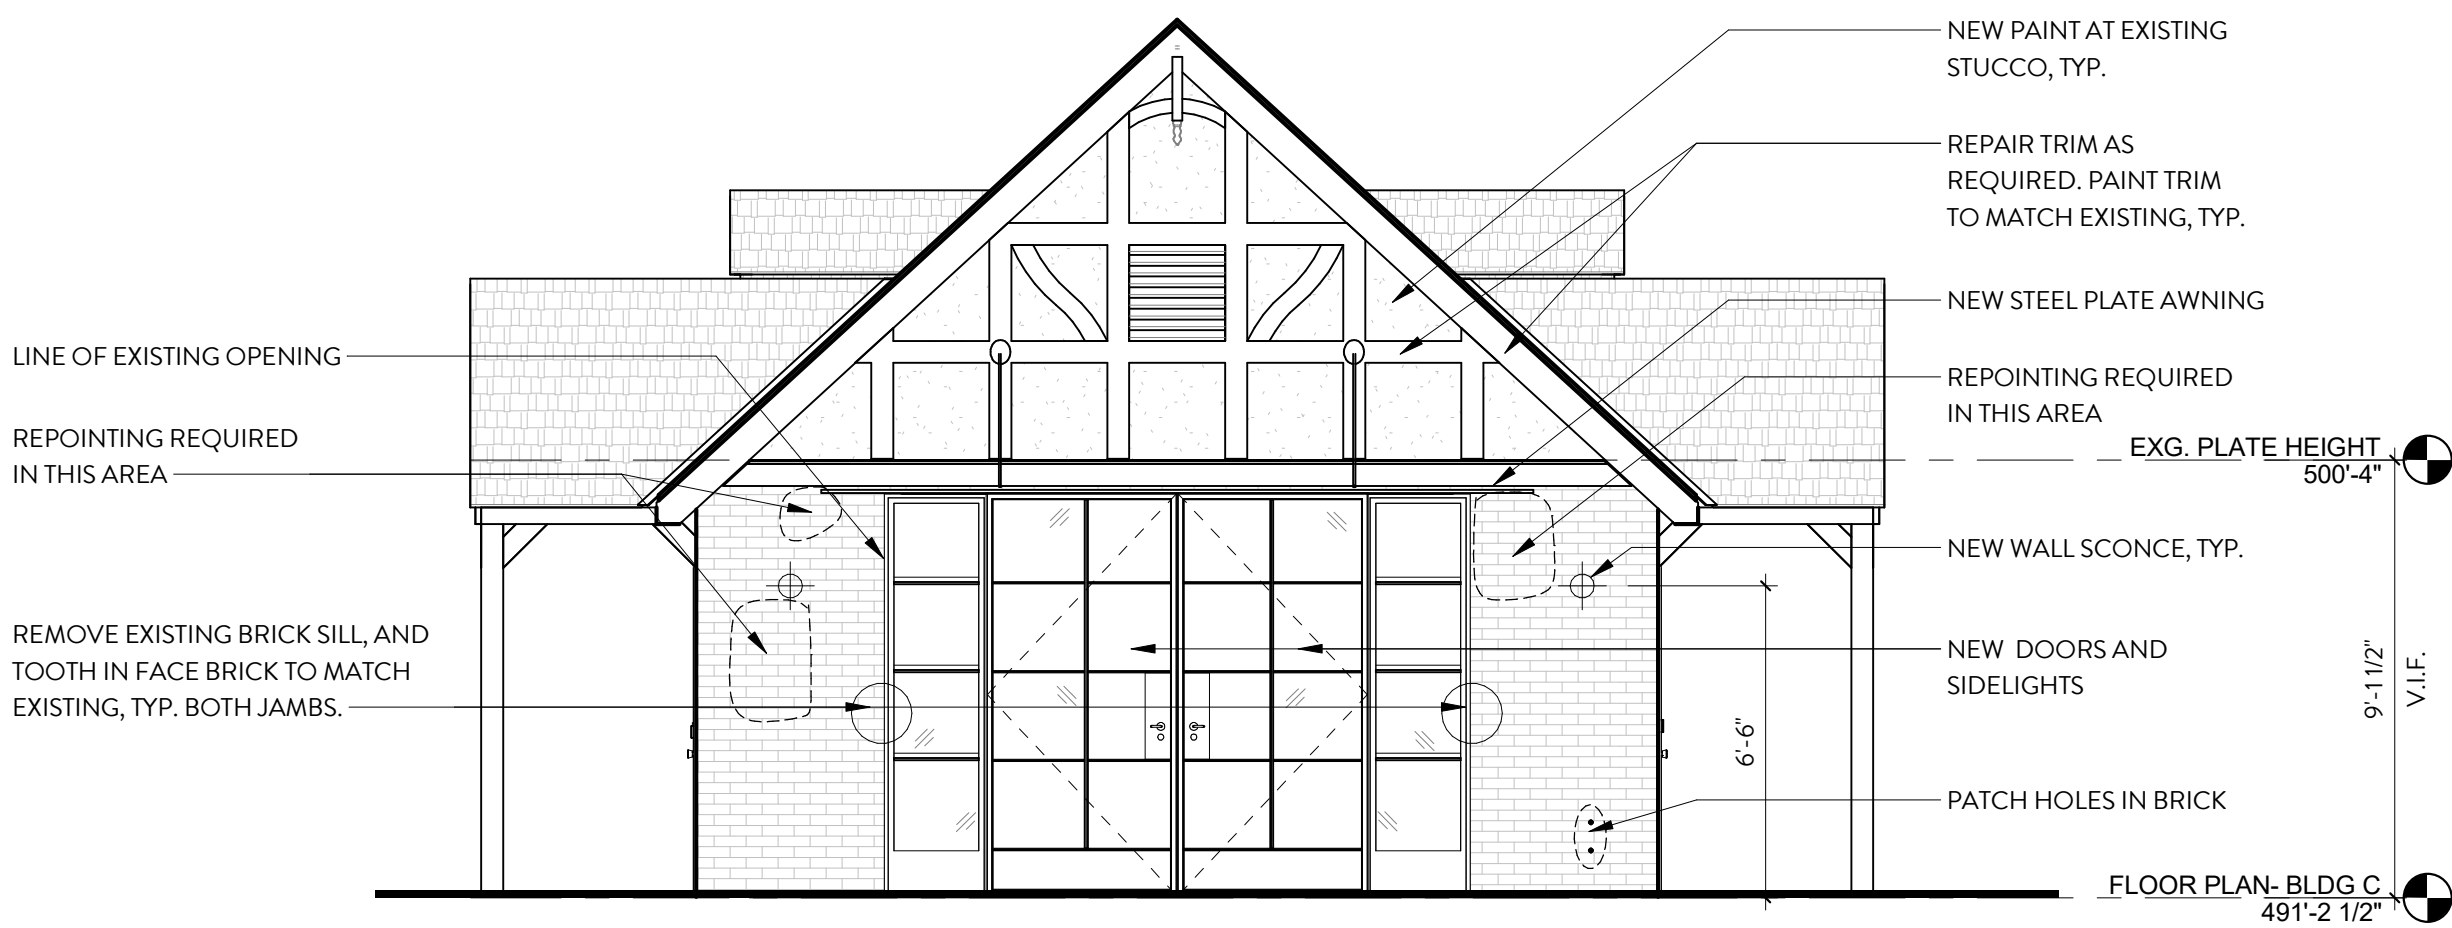 LINE OF EXISTING OPENING
REPOINTING REQUIRED
IN THIS AREA
REMOVE EXISTING BRICK SILL, AND
TOOTH IN FACE BRICK TO MATCH
EXISTING, TYP. BOTH JAMBS.
NEW PAINT AT EXISTING
STUCCO, TYP.
REPAIR TRIM AS
REQUIRED. PAINT TRIM
TO MATCH EXISTING, TYP.
NEW STEEL PLATE AWNING
REPOINTING REQUIRED
IN THIS AREA
EXG. PLATE HEIGHT
500'-4"
NEW WALL SCONCE, TYP.
NEW DOORS AND
SIDELIGHTS
9'-1 1/2"
V.I.F.
6'-6"
PATCH HOLES IN BRICK
FLOOR PLAN- BLDG C
491'-2 1/2"